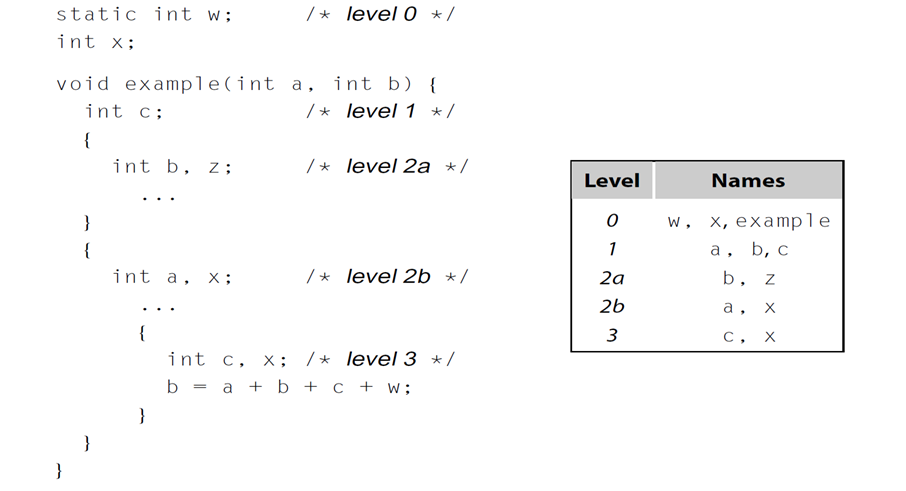 static int w;     /* level 0 */
int x;
void example(int a, int b) {
int c;     /* level 1 */
{
int b, z;     /* level 2a */
...
}
{
int a, x;     /* level 2b */
...
{
int c, x; /* level 3 */
b = a + b + c + w;
}
}
}
Level Names
0 w, x, example
1 a, b, c
2a b, z
2b a, x
3 c, x